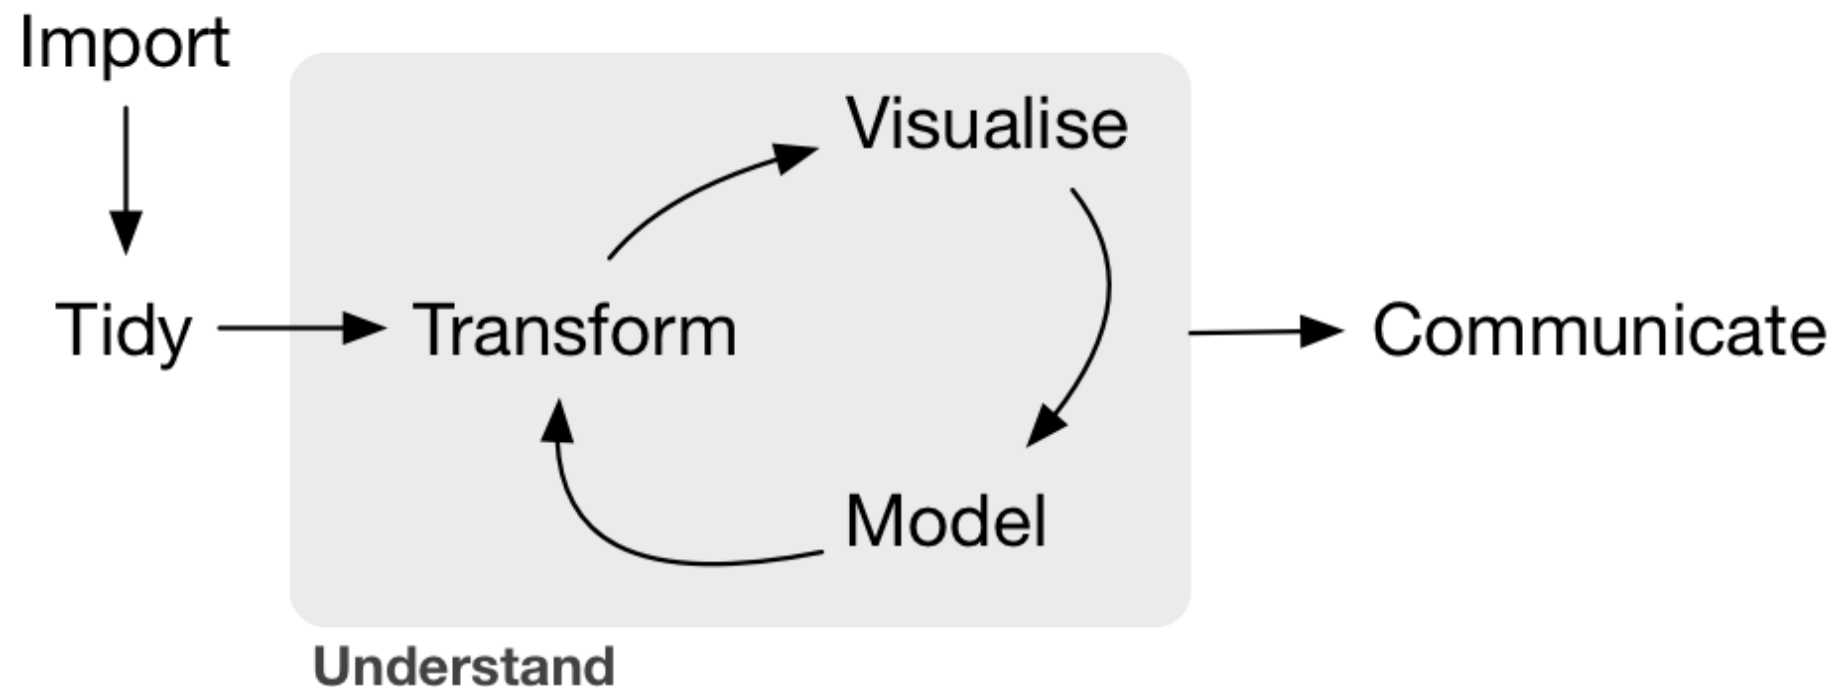 Import
Visualise
Tidy
Transform
Communicate
Model
Understand